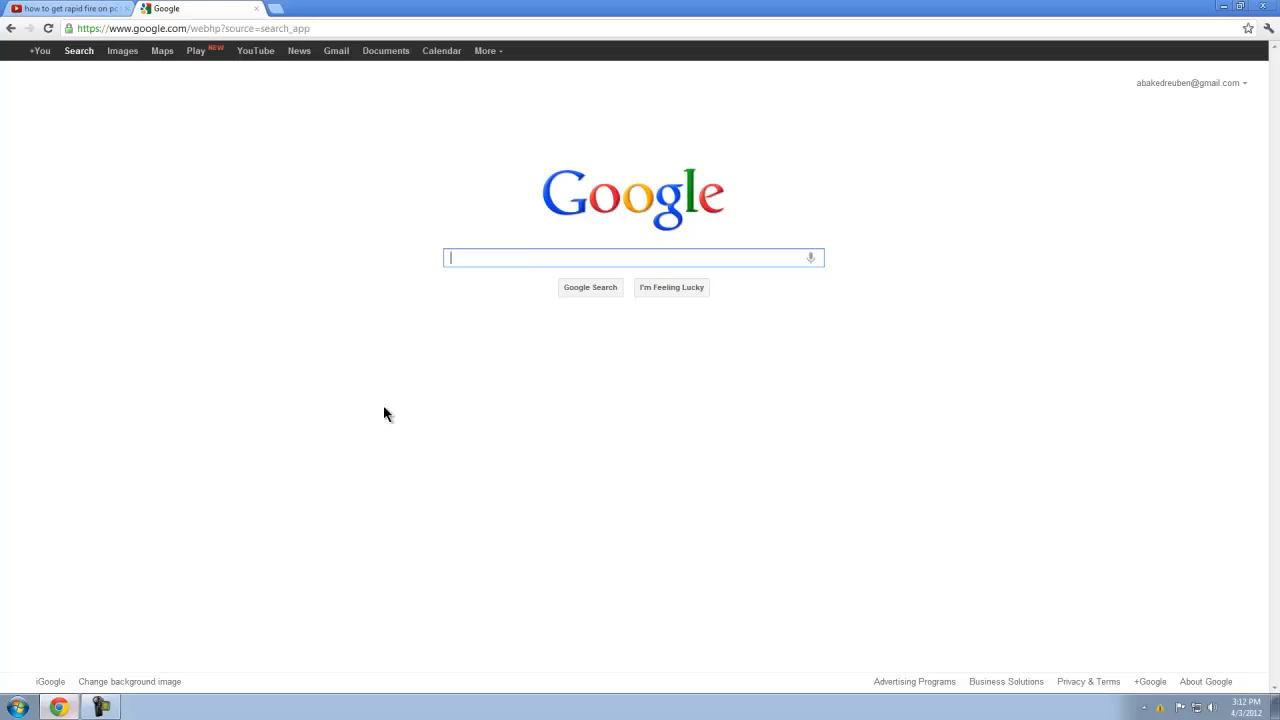 how to get rapid fire on pc
Google
https://www.google.com/webhp?source=search_app
+You Search Images Maps Play NEW YouTube News Gmail Documents Calendar More
abakedreuben@gmail.com
Google
Google Search I'm Feeling Lucky
iGoogle Change background image Advertising Programs Business Solutions Privacy & Terms +Google About Google
3:12 PM
4/3/2012